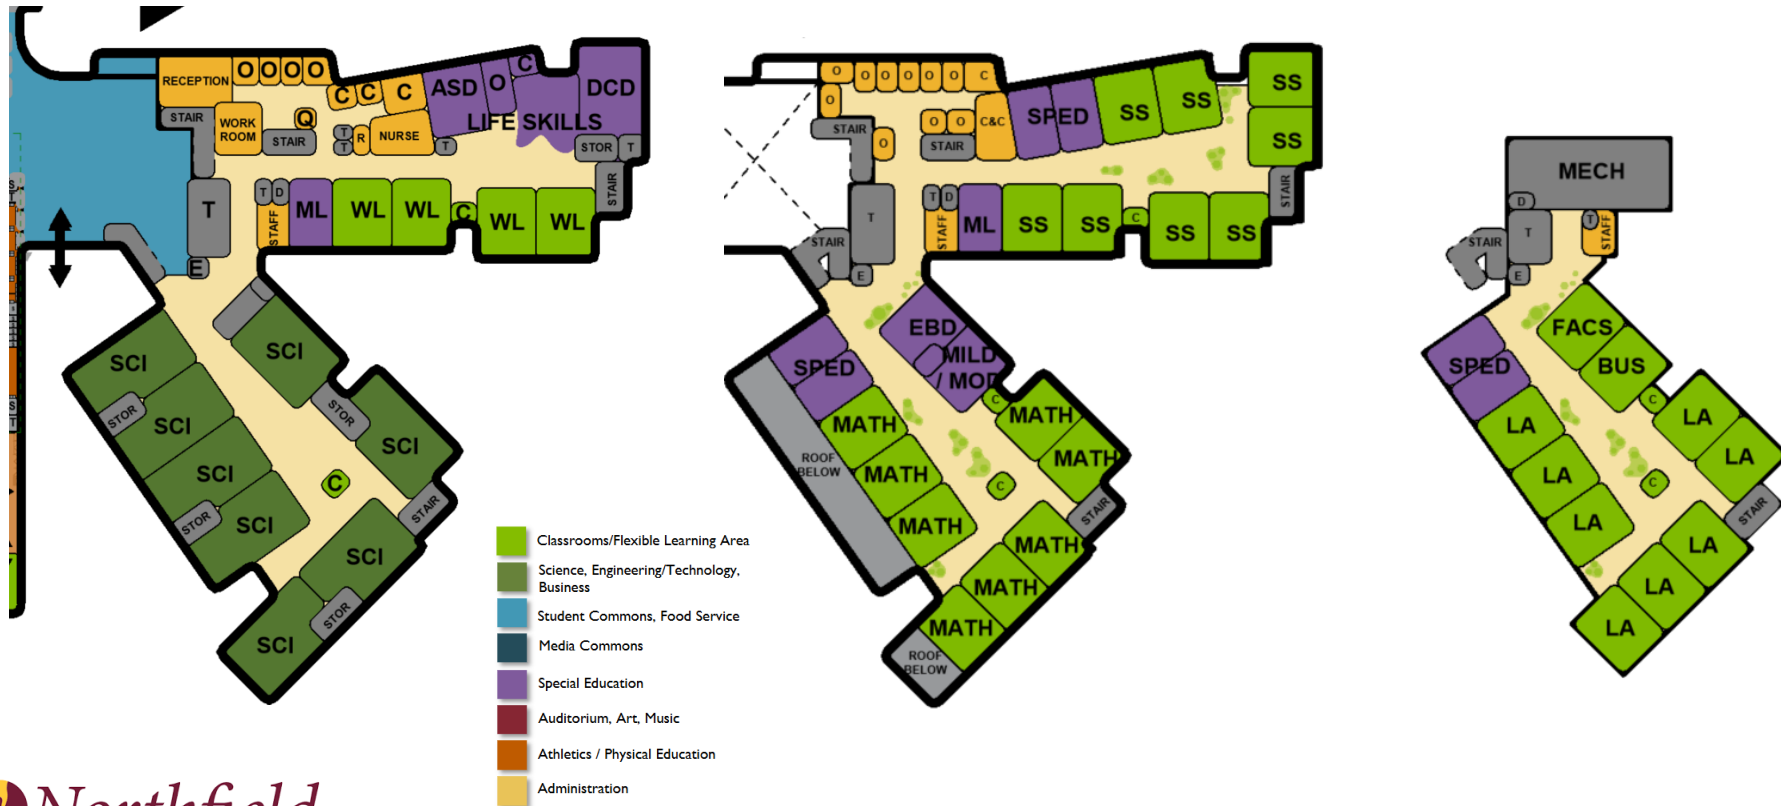 RECEPTION
O O O O
STAIR
WORK
ROOM
Q
STAIR
C C C
T
T
R
NURSE
T
ASD
O
C
DCD
LIFE SKILLS
STOR
T
STAIR
T
T
D
STAFF
ML
WL
WL
C
WL
WL
E
S
S
T
SCI
STOR
SCI
SCI
STOR
SCI
SCI
STOR
SCI
C
STAIR
SCI
STOR
SCI
O
O O O O O C
O
STAIR
O
O O
STAIR
C&C
SPED
SS
SS
SS
SS
STAIR
T
T
D
STAFF
ML
SS
SS
C
SS
SS
STAIR
E
EBD
MILD
/ MOD
SPED
C
MATH
MATH
MATH
MATH
MATH
ROOF
BELOW
C
STAIR
MATH
MATH
MATH
ROOF
BELOW
MECH
D
T
T
STAFF
STAIR
E
FACS
BUS
SPED
C
LA
LA
LA
LA
LA
C
STAIR
LA
LA
LA
Classrooms/Flexible Learning Area
Science, Engineering/Technology,
Business
Student Commons, Food Service
Media Commons
Special Education
Auditorium, Art, Music
Athletics / Physical Education
Administration
Northfield